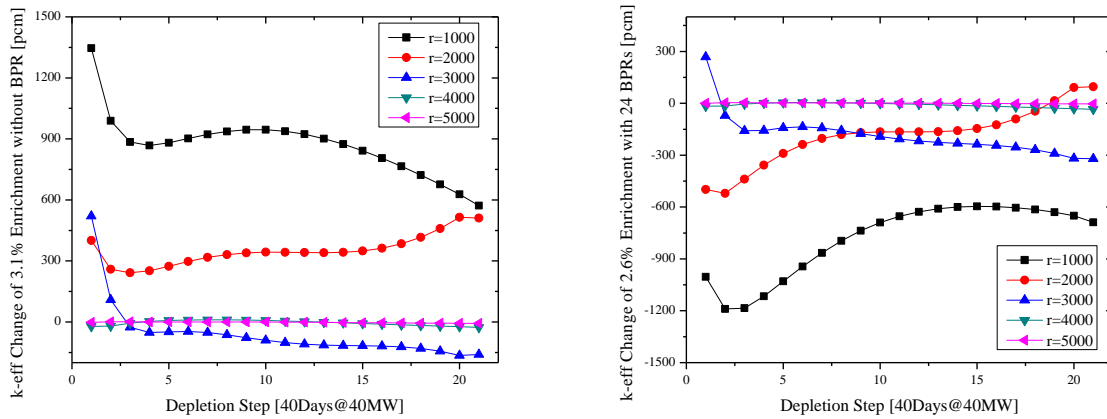 k-eff Change of 3.1% Enrichment without BPR [pcm]
1500
1200
900
600
300
0
0
5
10
15
20
Depletion Step [40Days@40MW]
r=1000
r=2000
r=3000
r=4000
r=5000
k-eff Change of 2.6% Enrichment with 24 BPRs [pcm]
300
0
-300
-600
-900
-1200
-1500
0
5
10
15
20
Depletion Step [40Days@40MW]
r=1000
r=2000
r=3000
r=4000
r=5000